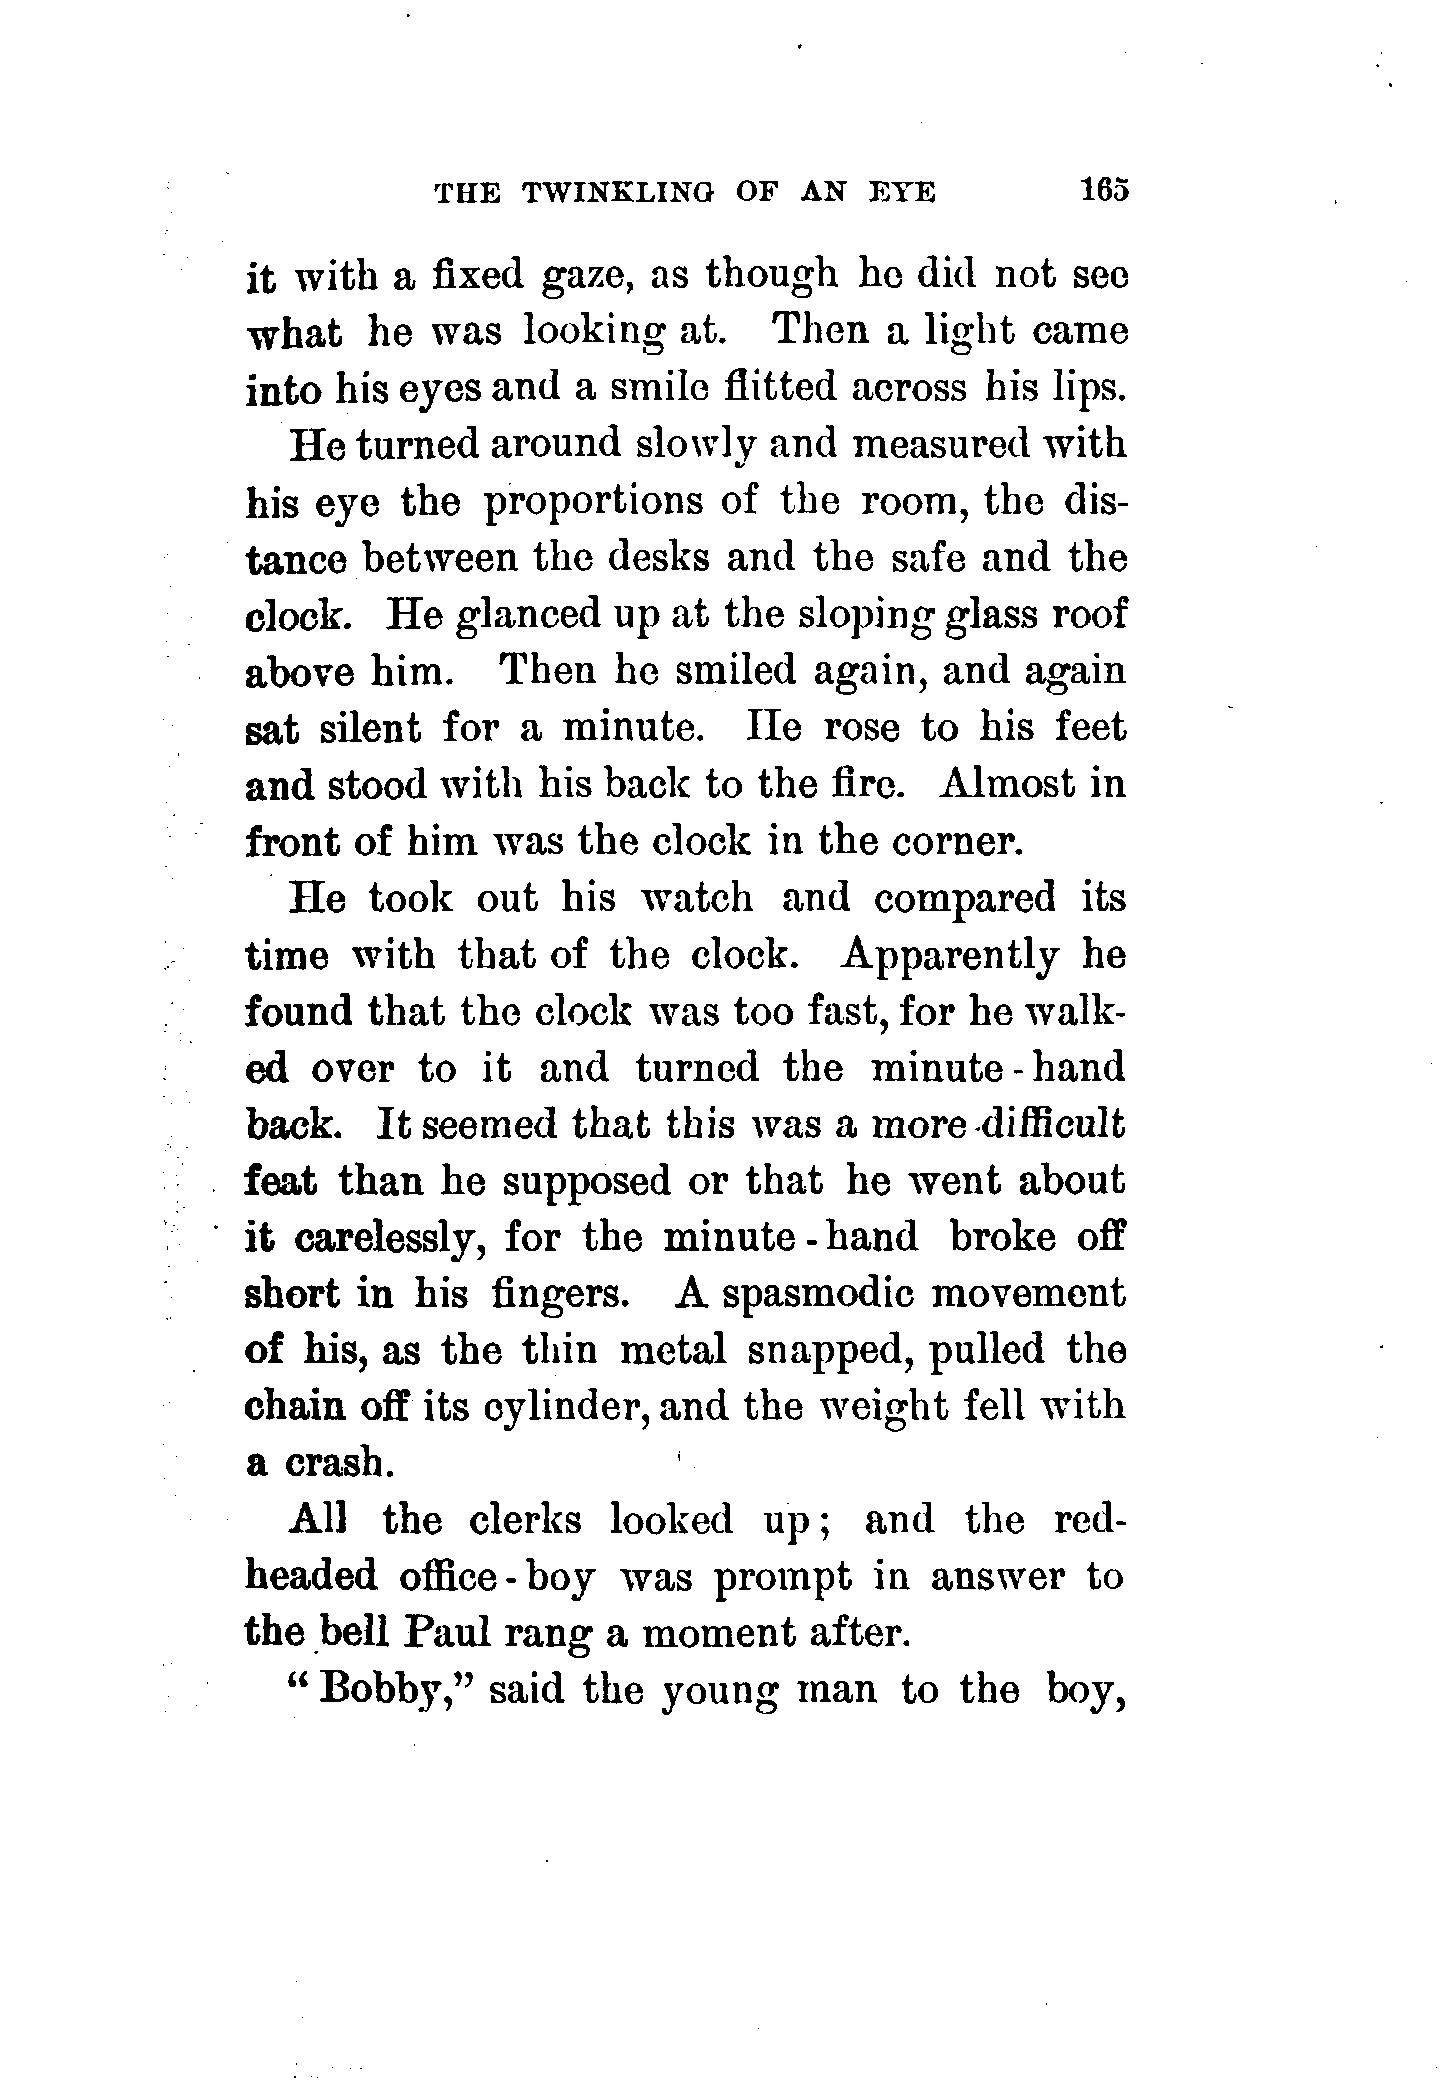 THE TWINKLING OF AN EYE 165
it with a fixed gaze, as though he did not see
what he was looking at. Then a light came
into his eyes and a smile flitted across his lips.
He turned around slowly and measured with
his eye the proportions of the room, the dis-
tance between the desks and the safe and the
clock. He glanced up at the sloping glass roof
above him. Then he smiled again, and again
sat silent for a minute. He rose to his feet
and stood with his back to the fire. Almost in
front of him was the clock in the corner.
He took out his watch and compared its
time with that of the clock. Apparently he
found that the clock was too fast, for he walk-
ed over to it and turned the minute-hand
back. It seemed that this was a more difficult
feat than he supposed or that he went about
it carelessly, for the minute-hand broke off
short in his fingers. A spasmodic movement
of his, as the thin metal snapped, pulled the
chain off its cylinder, and the weight fell with
a crash.
All the clerks looked up; and the red-
headed office-boy was prompt in answer to
the bell Paul rang a moment after.
"Bobby," said the young man to the boy,